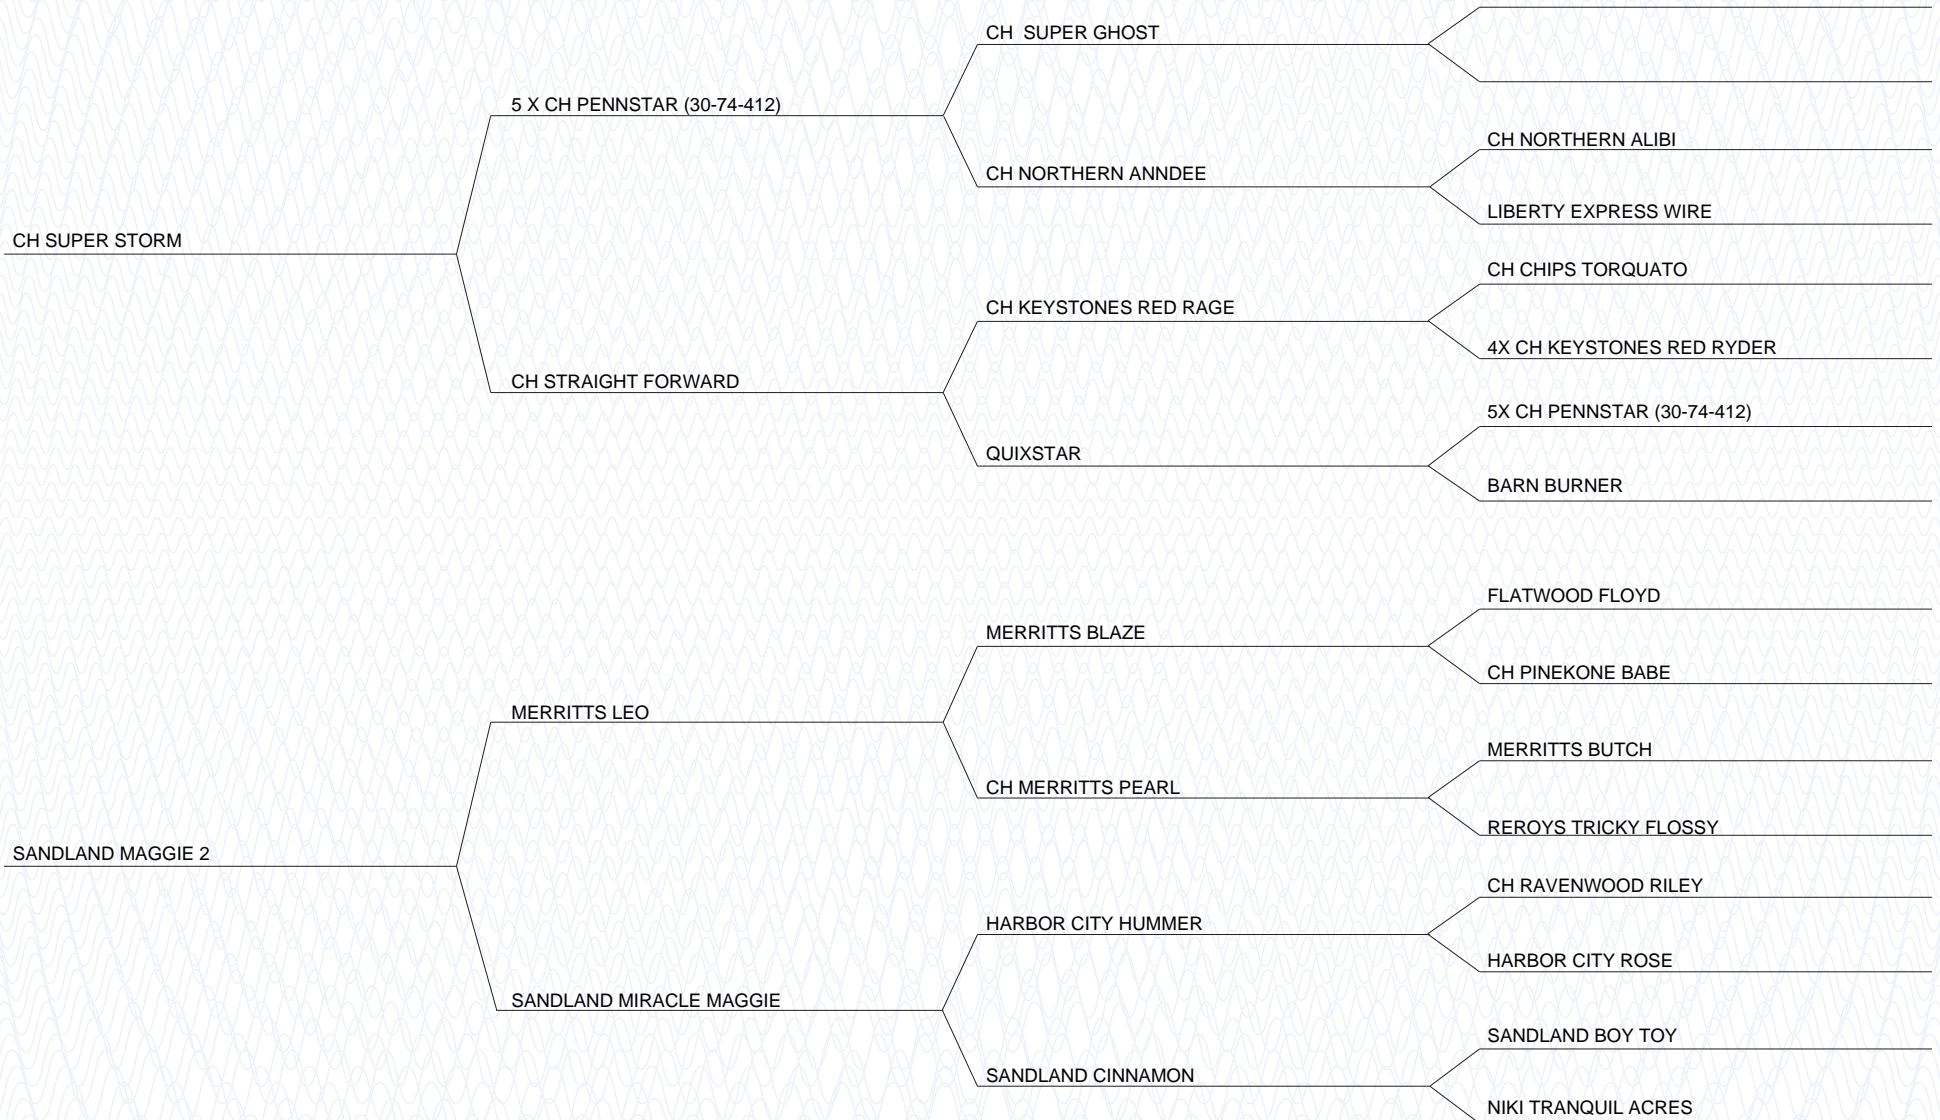 CH SUPER STORM
5 X CH PENNSTAR (30-74-412)
CH STRAIGHT FORWARD
CH  SUPER GHOST
CH NORTHERN ANNDEE
CH KEYSTONES RED RAGE
QUIXSTAR
CH NORTHERN ALIBI
LIBERTY EXPRESS WIRE
CH CHIPS TORQUATO
4X CH KEYSTONES RED RYDER
5X CH PENNSTAR (30-74-412)
BARN BURNER
SANDLAND MAGGIE 2
MERRITTS LEO
SANDLAND MIRACLE MAGGIE
MERRITTS BLAZE
CH MERRITTS PEARL
HARBOR CITY HUMMER
SANDLAND CINNAMON
FLATWOOD FLOYD
CH PINEKONE BABE
MERRITTS BUTCH
REROYS TRICKY FLOSSY
CH RAVENWOOD RILEY
HARBOR CITY ROSE
SANDLAND BOY TOY
NIKI TRANQUIL ACRES